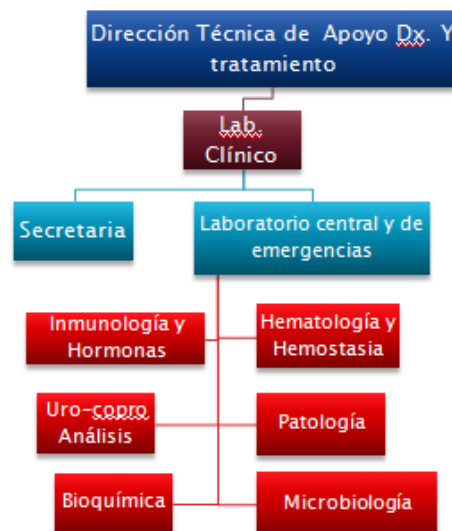 Dirección Técnica de Apoyo Dx. Y
tratamiento
Lab.
Clínico
Secretaria
Laboratorio central y de
emergencias
Inmunología y
Hormonas
Hematología y
Hemostasia
Uro-copro
Análisis
Patología
Bioquímica
Microbiología